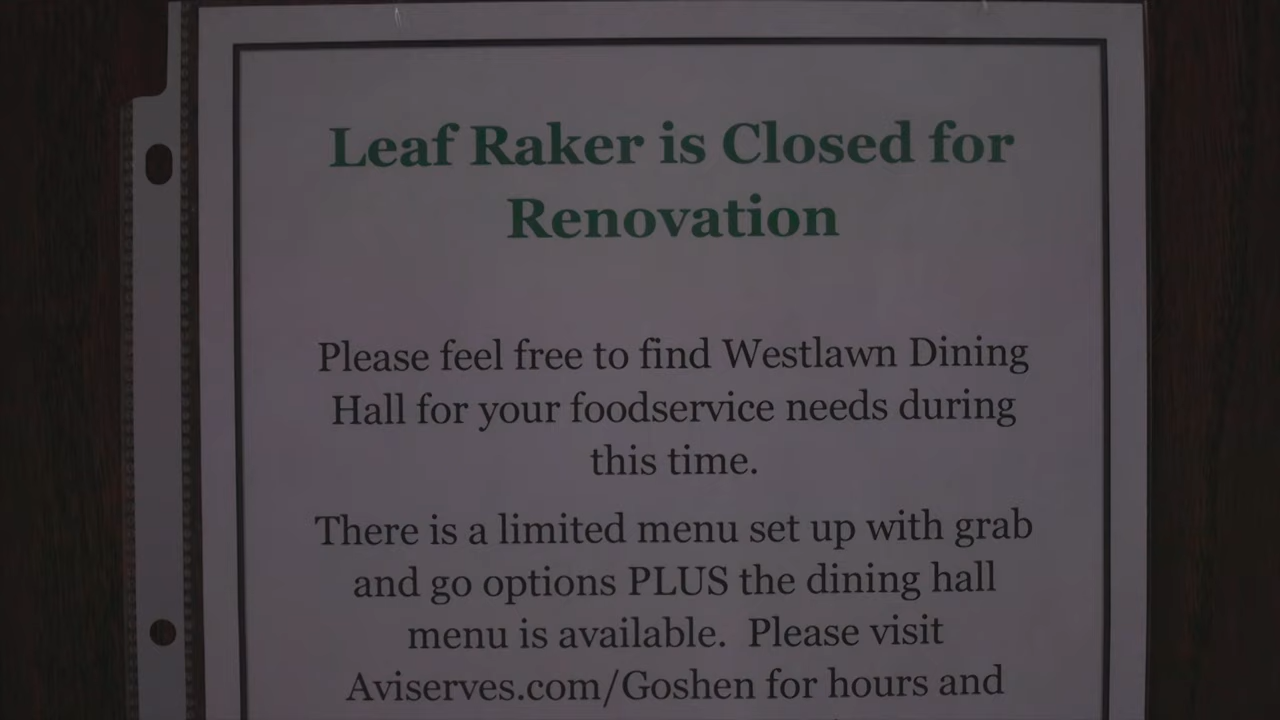 Leaf Raker is Closed for
Renovation
Please feel free to find Westlawn Dining
Hall for your foodservice needs during
this time.
There is a limited menu set up with grab
and go options PLUS the dining hall
menu is available.  Please visit
Aviserves.com/Goshen for hours and